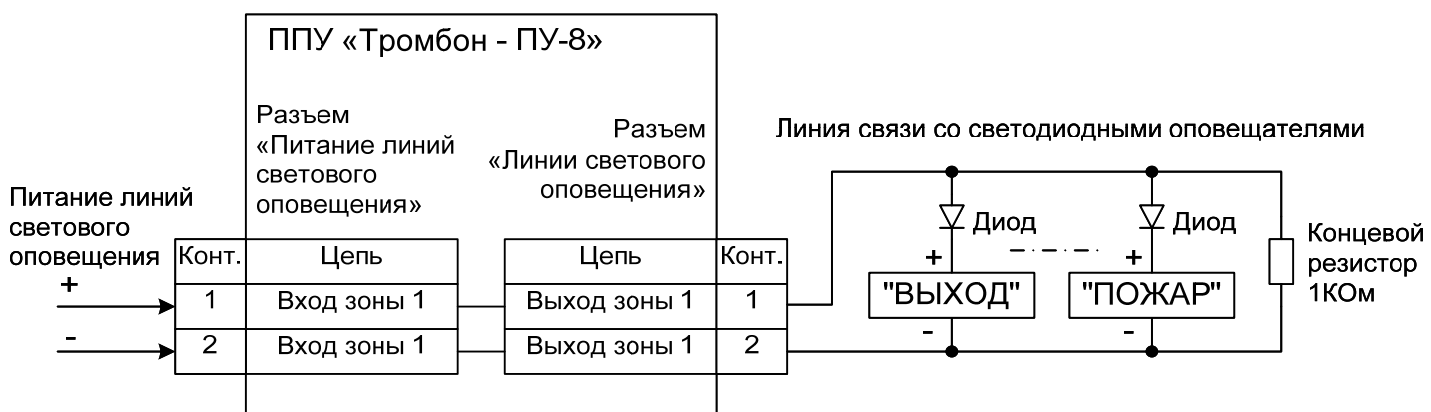 ППУ «Тромбон - ПУ-8»
Разъем
«Питание линий
светового
оповещения»
Разъем
«Линии светового
оповещения»
Линия связи со светодиодными оповещателями
Питание линий
светового
оповещения
+
-
Конт.
Цепь
Цепь
Конт.
1
Вход зоны 1
Выход зоны 1
1
2
Вход зоны 1
Выход зоны 1
2
Диод
Диод
+
+
"ВЫХОД"
"ПОЖАР"
-
-
Концевой
резистор
1КОм